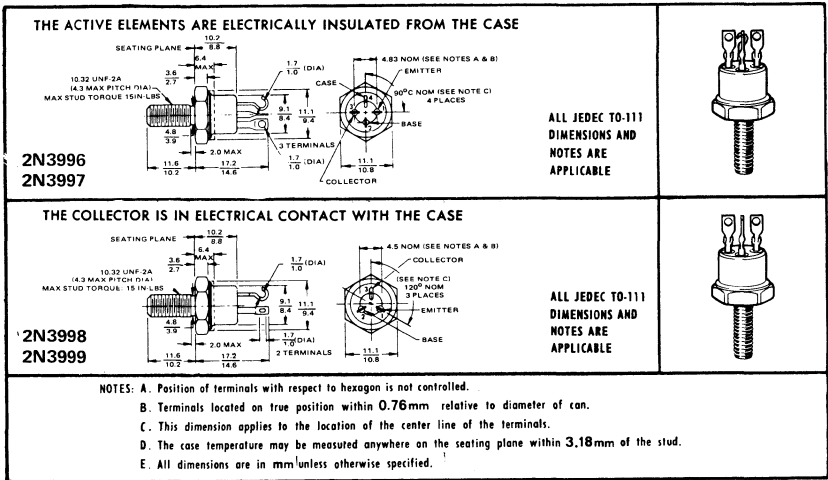 THE ACTIVE ELEMENTS ARE ELECTRICALLY INSULATED FROM THE CASE
SEATING PLANE
10.2
8.8
6.4
MAX
10.32 UNF-2A
(4.3 MAX PITCH DIA)
MAX STUD TORQUE 15IN-LBS
3.6
2.7
1.7
1.0
(DIA)
9.1
8.4
11.1
9.4
4.8
3.9
2.0 MAX
3 TERMINALS
11.6
10.2
17.2
14.6
1.7
1.0
(DIA)
4.83 NOM (SEE NOTES A & B)
EMITTER
CASE
90°C NOM (SEE NOTE C)
4 PLACES
BASE
11.1
10.8
COLLECTOR
2N3996
2N3997
ALL JEDEC TO-111
DIMENSIONS AND
NOTES ARE
APPLICABLE
THE COLLECTOR IS IN ELECTRICAL CONTACT WITH THE CASE
SEATING PLANE
10.2
8.8
6.4
MAX
10.32 UNF-2A
(4.3 MAX PITCH DIA)
MAX STUD TORQUE: 15 IN-LBS
3.6
2.7
1.7
1.0
(DIA)
9.1
8.4
11.1
9.4
4.8
3.9
2.0 MAX
1.7
1.0
(DIA)
2 TERMINALS
11.6
10.2
17.2
14.6
4.5 NOM (SEE NOTES A & B)
COLLECTOR
(SEE NOTE C)
120° NOM
3 PLACES
EMITTER
BASE
11.1
10.8
2N3998
2N3999
ALL JEDEC TO-111
DIMENSIONS AND
NOTES ARE
APPLICABLE
NOTES: A. Position of terminals with respect to hexagon is not controlled.
B. Terminals located on true position within 0.76mm relative to diameter of can.
C. This dimension applies to the location of the center line of the terminals.
D. The case temperature may be measured anywhere on the seating plane within 3.18mm of the stud.
E. All dimensions are in mm unless otherwise specified.